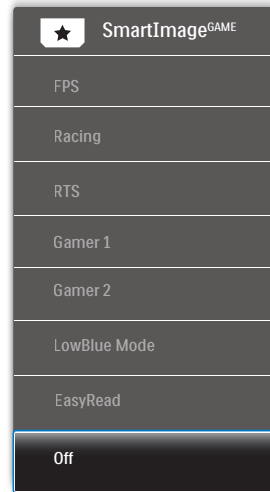 SmartImageGAME
FPS
Racing
RTS
Gamer 1
Gamer 2
LowBlue Mode
EasyRead
Off